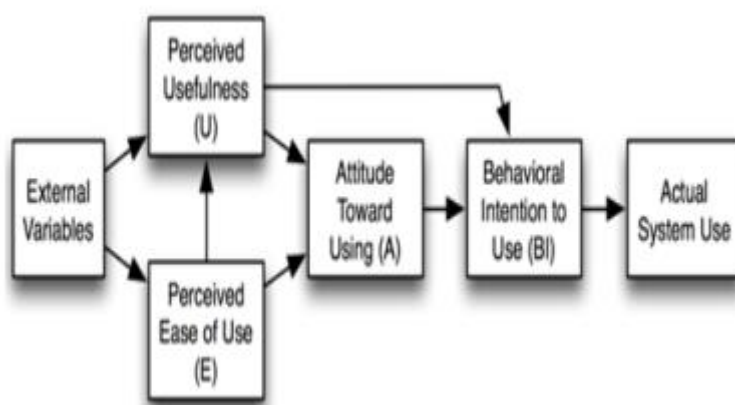 Perceived
Usefulness
(U)
External
Variables
Perceived
Ease of Use
(E)
Attitude
Toward
Using (A)
Behavioral
Intention to
Use (BI)
Actual
System Use